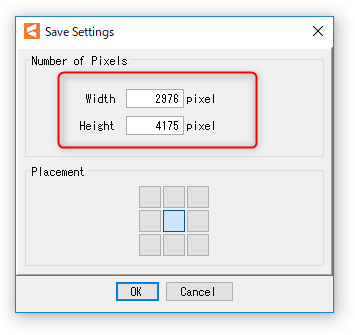 Save Settings
Number of Pixels
Width 2976 pixel
Height 4175 pixel
Placement
OK Cancel